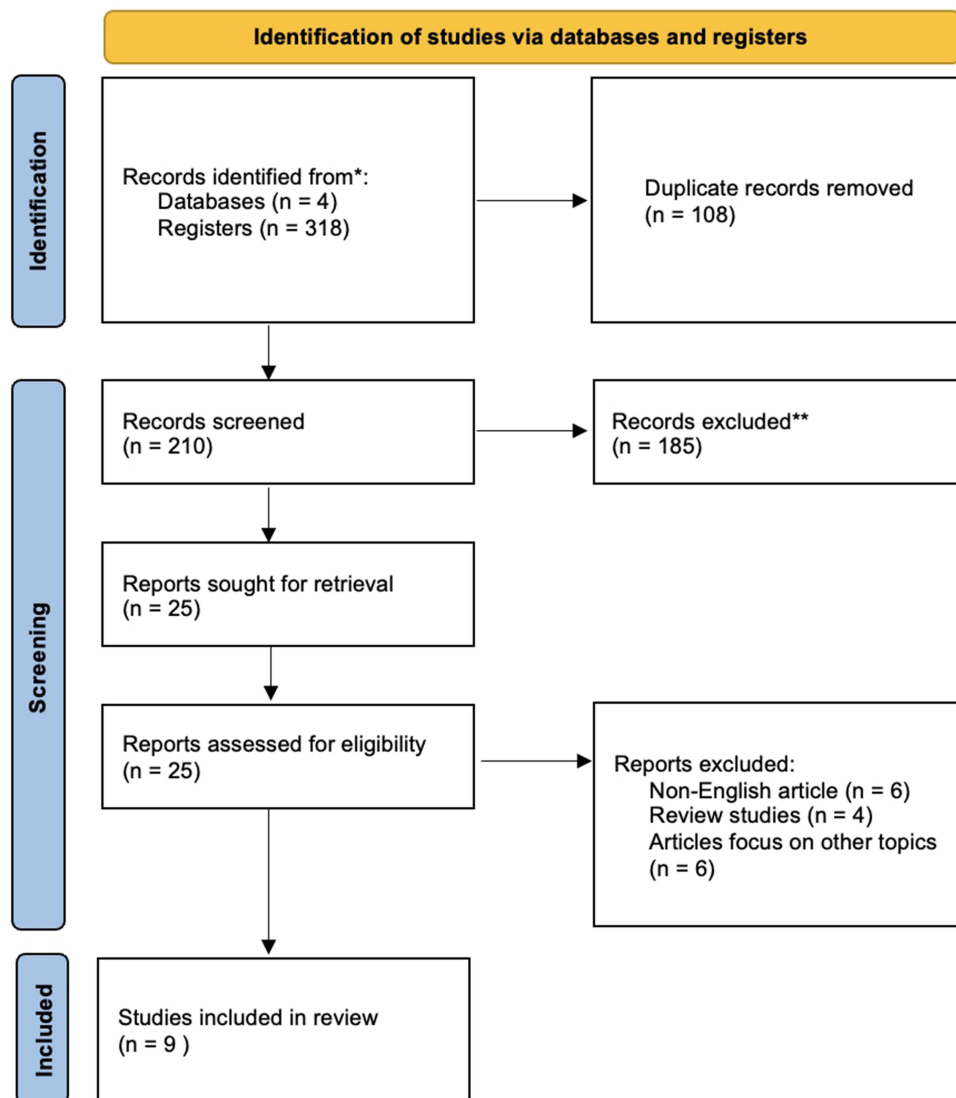 Identification of studies via databases and registers
Identification
Records identified from*:
Databases (n = 4)
Registers (n = 318)
Duplicate records removed
(n = 108)
Screening
Records screened
(n = 210)
Records excluded**
(n = 185)
Reports sought for retrieval
(n = 25)
Reports assessed for eligibility
(n = 25)
Reports excluded:
Non-English article (n = 6)
Review studies (n = 4)
Articles focus on other topics
(n = 6)
Included
Studies included in review
(n = 9 )